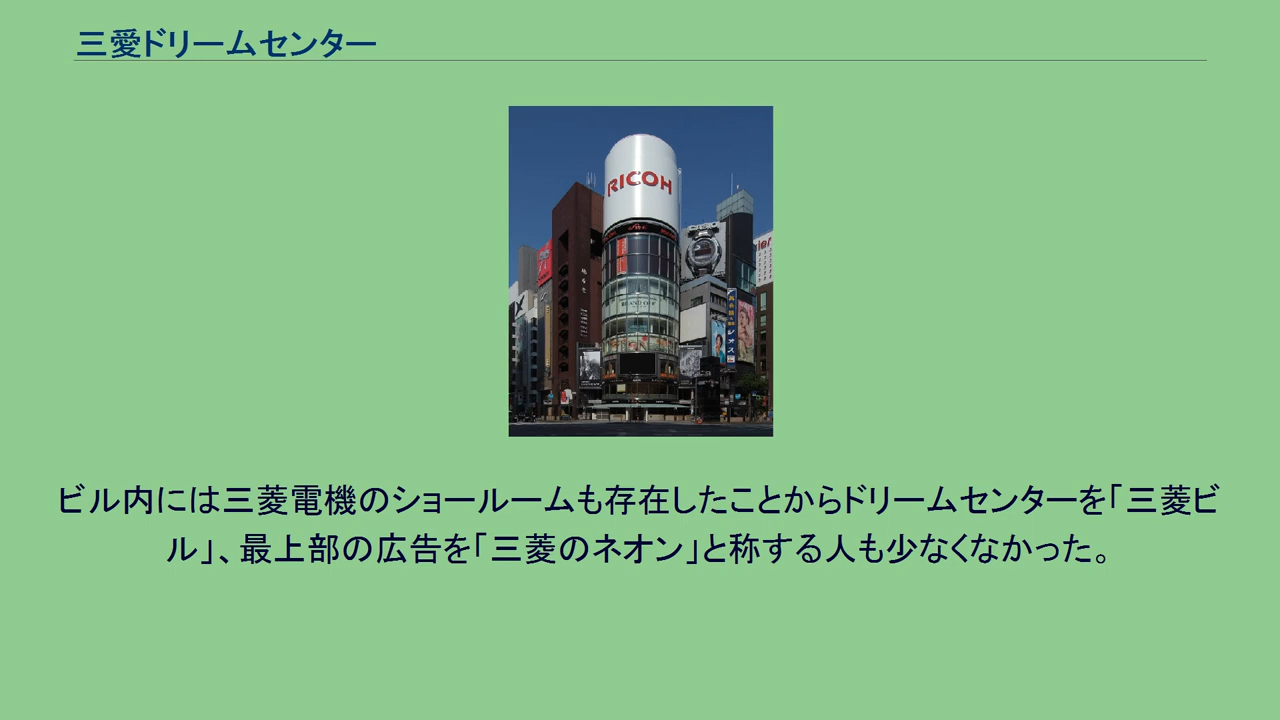 三愛ドリームセンター
RICOH
CASIO
BRAND OFF
ビル内には三菱電機のショールームも存在したことからドリームセンターを「三菱ビ
ル」、最上部の広告を「三菱のネオン」と称する人も少なくなかった。